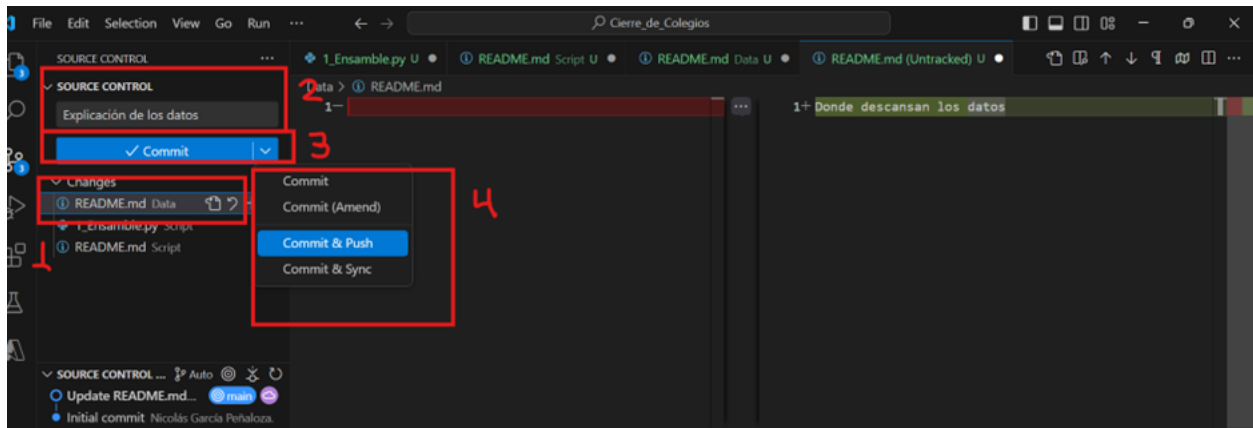 File Edit Selection View Go Run ··· Cierre_de_Colegios
SOURCE CONTROL ···
1_Ensamble.py U
README.md Script U
README.md Data U
README.md (Untracked) U
SOURCE CONTROL
2
Data > README.md
Explicación de los datos
1−
···
1+ Donde descansan los datos
Commit
3
Changes
README.md Data
1_Ensamble.py Script
README.md Script
1
Commit
Commit (Amend)
Commit & Push
Commit & Sync
4
SOURCE CONTROL ... Auto
Update README.md... main
Initial commit Nicolás García Peñaloza.
3
3